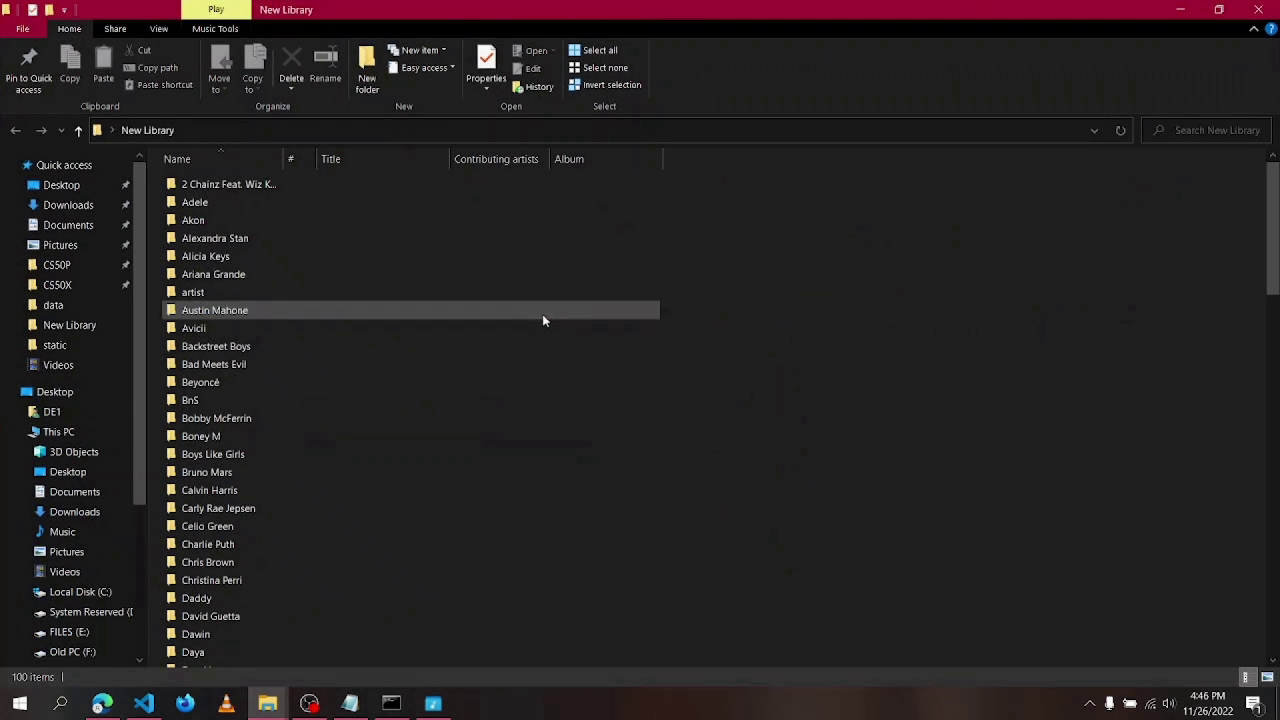 Play
New Library
File
Home
Share
View
Music Tools
Pin to Quick access
Copy
Paste
Cut
Copy path
Paste shortcut
Clipboard
Move to
Copy to
Delete
Rename
Organize
New folder
New item
Easy access
New
Properties
Open
Edit
History
Open
Select all
Select none
Invert selection
Select
New Library
Search New Library
Quick access
Desktop
Downloads
Documents
Pictures
CS50P
CS50X
data
New Library
static
Videos
Desktop
DE1
This PC
3D Objects
Desktop
Documents
Downloads
Music
Pictures
Videos
Local Disk (C:)
System Reserved (D
FILES (E:)
Old PC (F:)
Name
#
Title
Contributing artists
Album
2 Chainz Feat. Wiz K...
Adele
Akon
Alexandra Stan
Alicia Keys
Ariana Grande
artist
Austin Mahone
Avicii
Backstreet Boys
Bad Meets Evil
Beyoncé
BnS
Bobby McFerrin
Boney M
Boys Like Girls
Bruno Mars
Calvin Harris
Carly Rae Jepsen
Celio Green
Charlie Puth
Chris Brown
Christina Perri
Daddy
David Guetta
Dawin
Daya
100 items
4:46 PM
11/26/2022